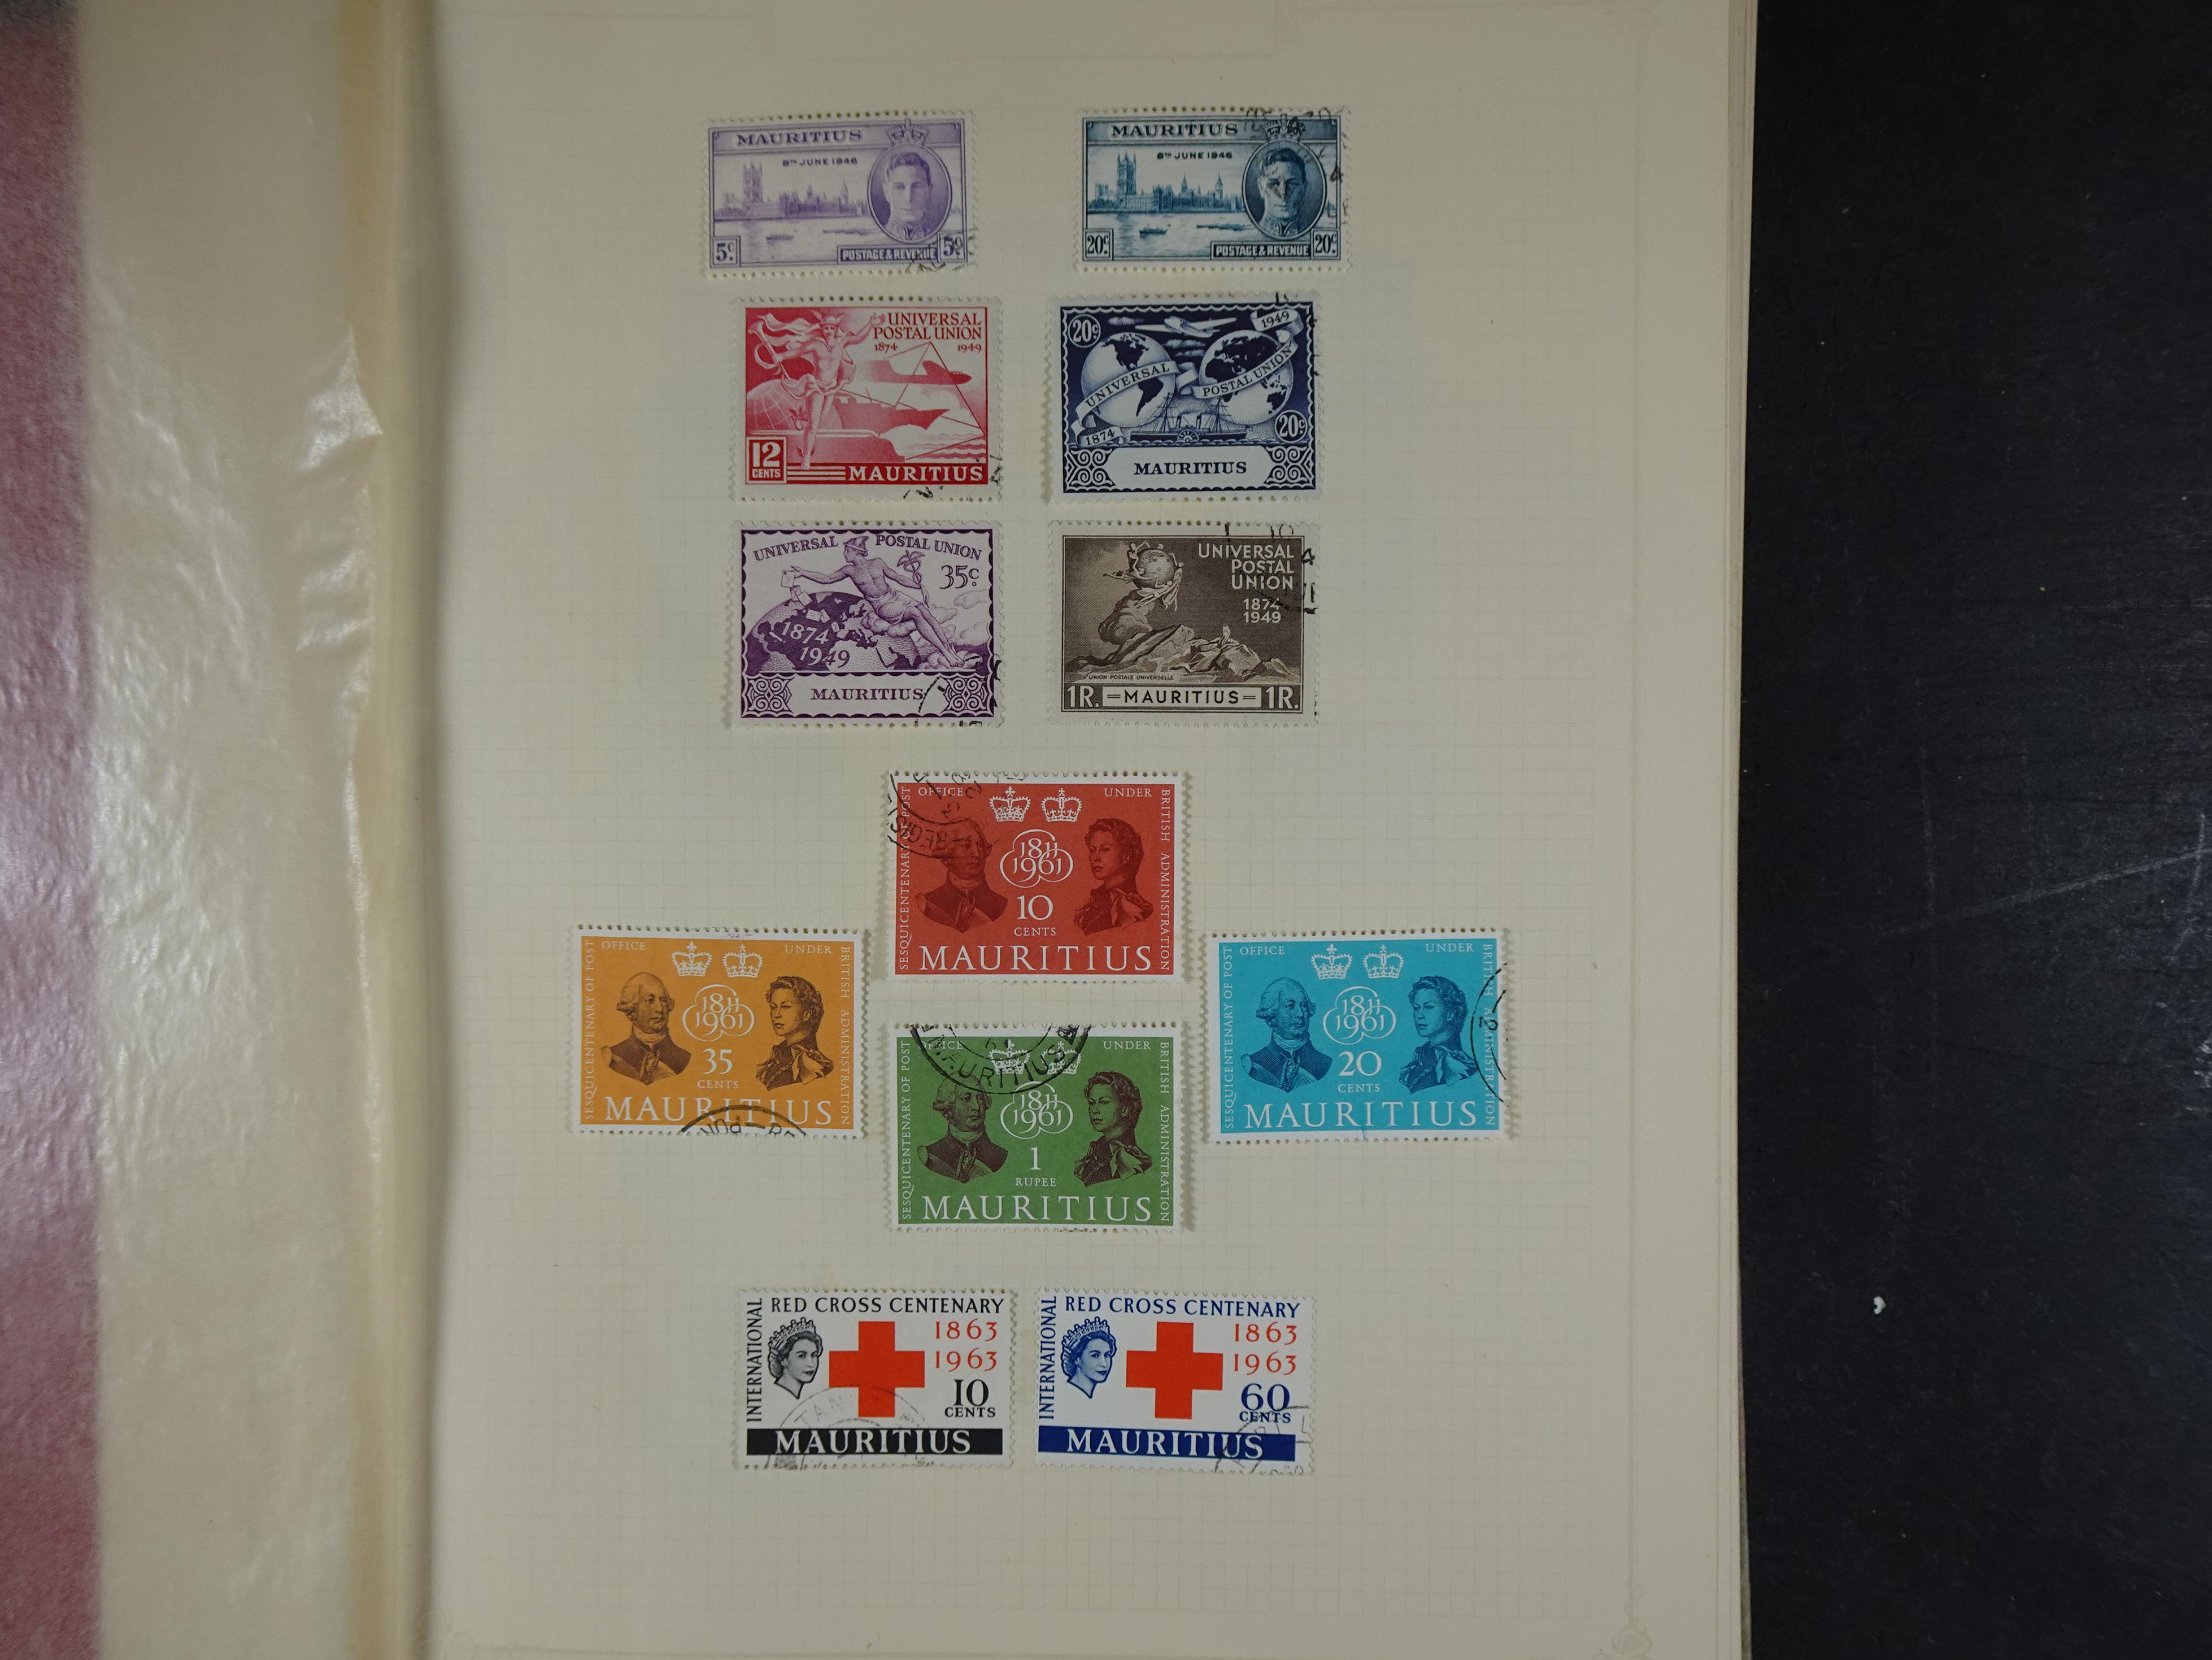 MAURITIUS
8TH JUNE 1946
5c.
POSTAGE & REVENUE
5c.
MAURITIUS
8TH JUNE 1946
20c.
POSTAGE & REVENUE
20c.
UNIVERSAL
POSTAL UNION
1874 1949
12
CENTS
MAURITIUS
20c
1949
UNIVERSAL
POSTAL UNION
1874
20c
MAURITIUS
UNIVERSAL POSTAL UNION
35c.
1874
1949
MAURITIUS
UNIVERSAL
POSTAL
UNION
1874
1949
UNION POSTALE UNIVERSELLE
1R. =MAURITIUS= 1R.
SESQUICENTENARY OF POST
OFFICE UNDER
BRITISH ADMINISTRATION
1811
1961
10
CENTS
MAURITIUS
SESQUICENTENARY OF POST
OFFICE UNDER
BRITISH ADMINISTRATION
1811
1961
35
CENTS
MAURITIUS
SESQUICENTENARY OF POST
OFFICE UNDER
BRITISH ADMINISTRATION
1811
1961
20
CENTS
MAURITIUS
SESQUICENTENARY OF POST
OFFICE UNDER
BRITISH ADMINISTRATION
MAURITIUS
1811
1961
1
RUPEE
MAURITIUS
INTERNATIONAL
RED CROSS CENTENARY
1863
1963
10
CENTS
MAURITIUS
INTERNATIONAL
RED CROSS CENTENARY
1863
1963
60
CENTS
MAURITIUS